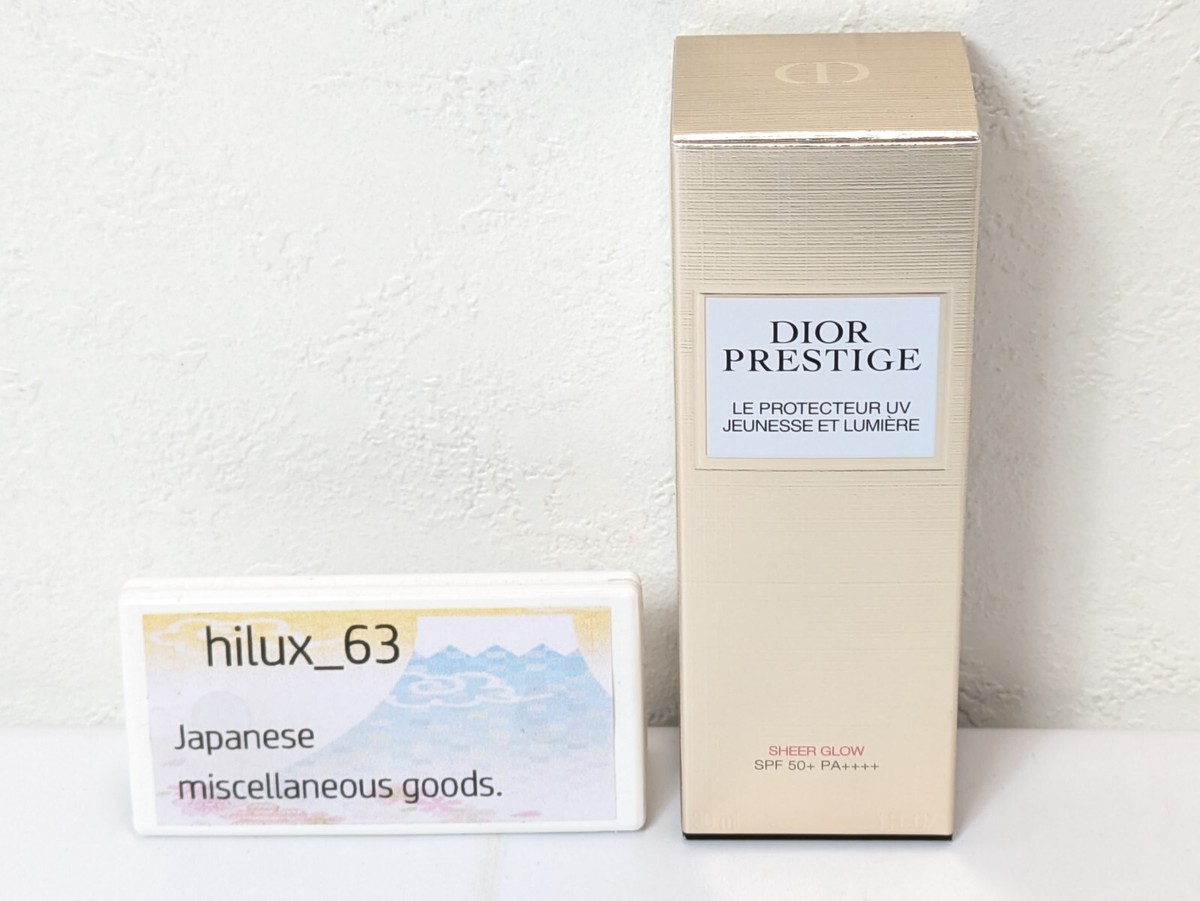 hilux_63
Japanese
miscellaneous goods.
DIOR
PRESTIGE
LE PROTECTEUR UV
JEUNESSE ET LUMIÈRE
SHEER GLOW
SPF 50+ PA++++